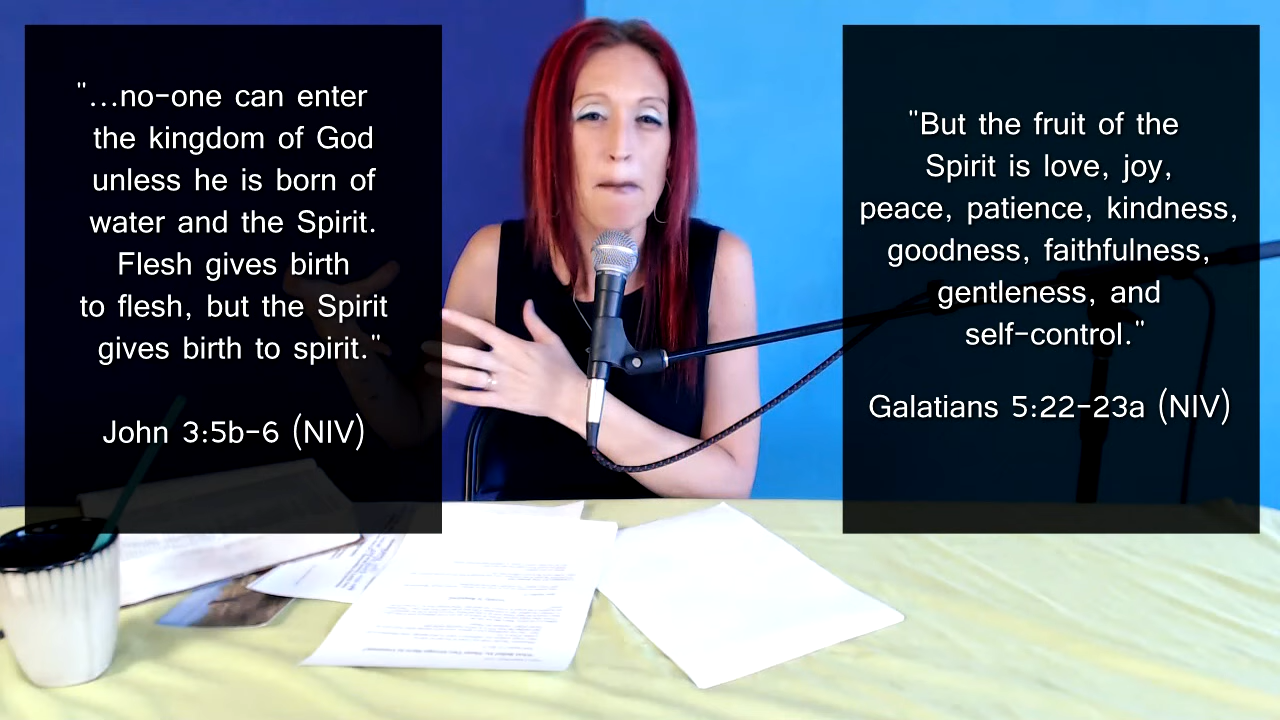 "...no-one can enter
the kingdom of God
unless he is born of
water and the Spirit.
Flesh gives birth
to flesh, but the Spirit
gives birth to spirit."
John 3:5b-6 (NIV)
"But the fruit of the
Spirit is love, joy,
peace, patience, kindness,
goodness, faithfulness,
gentleness, and
self-control."
Galatians 5:22-23a (NIV)